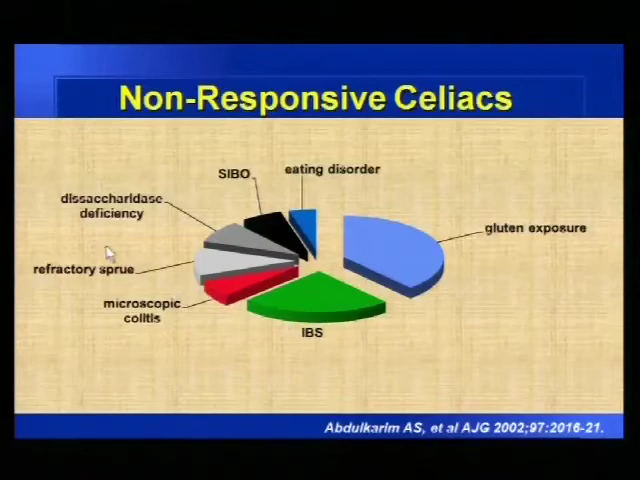 Non-Responsive Celiacs
SIBO
eating disorder
dissaccharidase
deficiency
gluten exposure
refractory sprue
microscopic
colitis
IBS
Abdulkarim AS, et al AJG 2002;97:2016-21.